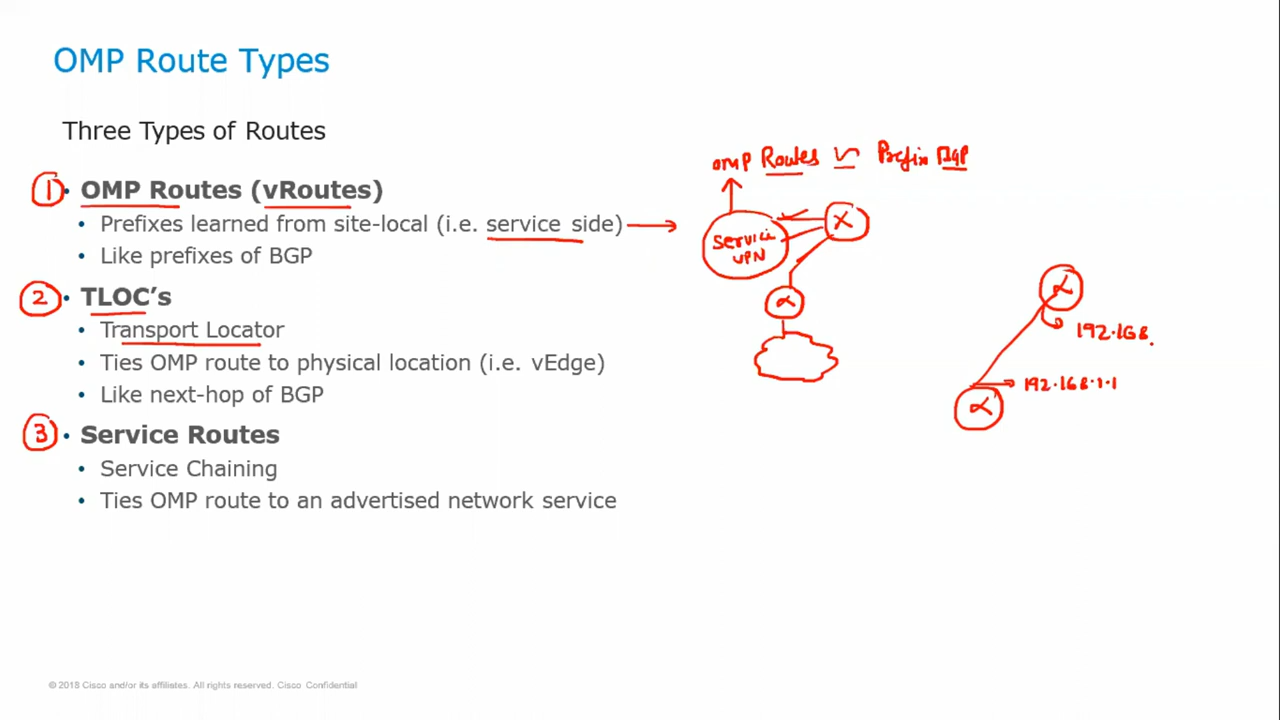 OMP Route Types
Three Types of Routes
1 • OMP Routes (vRoutes)
• Prefixes learned from site-local (i.e. service side)
• Like prefixes of BGP
2 • TLOC’s
• Transport Locator
• Ties OMP route to physical location (i.e. vEdge)
• Like next-hop of BGP
3 • Service Routes
• Service Chaining
• Ties OMP route to an advertised network service
OMP Routes Prefix BGP
Servici
VPN
X
192.168.
192.168.1.1
© 2018 Cisco and/or its affiliates. All rights reserved. Cisco Confidential